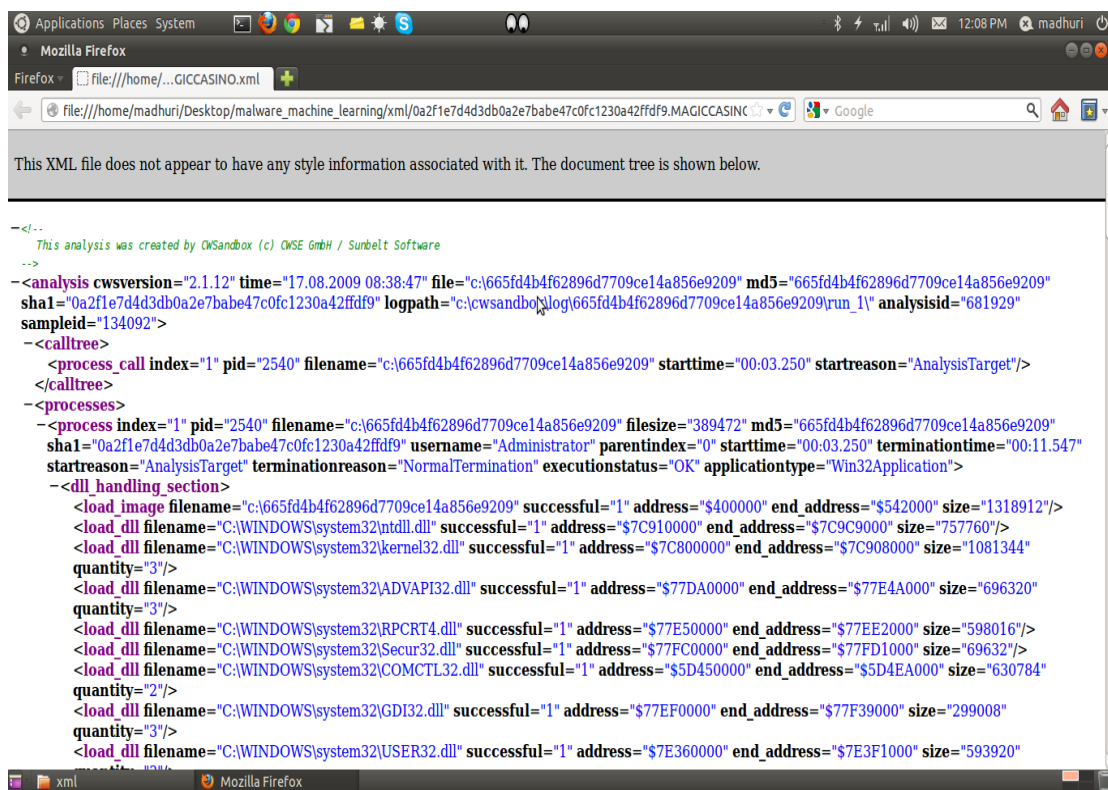 Applications Places System
12:08 PM madhuri
Mozilla Firefox
Firefox file:///home/...GICCASINO.xml
file:///home/madhuri/Desktop/malware_machine_learning/xml/0a2f1e7d4d3db0a2e7babe47c0fc1230a42ffdf9.MAGICCASINO Google
This XML file does not appear to have any style information associated with it. The document tree is shown below.
−<!--
This analysis was created by CWSandbox (c) CWSE GmbH / Sunbelt Software
-->
−<analysis cwsversion="2.1.12" time="17.08.2009 08:38:47" file="c:\665fd4b4f62896d7709ce14a856e9209" md5="665fd4b4f62896d7709ce14a856e9209"
sha1="0a2f1e7d4d3db0a2e7babe47c0fc1230a42ffdf9" logpath="c:\cwsandbox\log\665fd4b4f62896d7709ce14a856e9209\run_1\" analysisid="681929"
sampleid="134092">
−<calltree>
<process_call index="1" pid="2540" filename="c:\665fd4b4f62896d7709ce14a856e9209" starttime="00:03.250" startreason="AnalysisTarget"/>
</calltree>
−<processes>
−<process index="1" pid="2540" filename="c:\665fd4b4f62896d7709ce14a856e9209" filesize="389472" md5="665fd4b4f62896d7709ce14a856e9209"
sha1="0a2f1e7d4d3db0a2e7babe47c0fc1230a42ffdf9" username="Administrator" parentindex="0" starttime="00:03.250" terminationtime="00:11.547"
startreason="AnalysisTarget" terminationreason="NormalTermination" executionstatus="OK" applicationtype="Win32Application">
−<dll_handling_section>
<load_image filename="c:\665fd4b4f62896d7709ce14a856e9209" successful="1" address="$400000" end_address="$542000" size="1318912"/>
<load_dll filename="C:\WINDOWS\system32\ntdll.dll" successful="1" address="$7C910000" end_address="$7C9C9000" size="757760"/>
<load_dll filename="C:\WINDOWS\system32\kernel32.dll" successful="1" address="$7C800000" end_address="$7C908000" size="1081344"
quantity="3"/>
<load_dll filename="C:\WINDOWS\system32\ADVAPI32.dll" successful="1" address="$77DA0000" end_address="$77E4A000" size="696320"
quantity="3"/>
<load_dll filename="C:\WINDOWS\system32\RPCRT4.dll" successful="1" address="$77E50000" end_address="$77EE2000" size="598016"/>
<load_dll filename="C:\WINDOWS\system32\Secur32.dll" successful="1" address="$77FC0000" end_address="$77FD1000" size="69632"/>
<load_dll filename="C:\WINDOWS\system32\COMCTL32.dll" successful="1" address="$5D450000" end_address="$5D4EA000" size="630784"
quantity="2"/>
<load_dll filename="C:\WINDOWS\system32\GDI32.dll" successful="1" address="$77EF0000" end_address="$77F39000" size="299008"
quantity="3"/>
<load_dll filename="C:\WINDOWS\system32\USER32.dll" successful="1" address="$7E360000" end_address="$7E3F1000" size="593920"
xml Mozilla Firefox